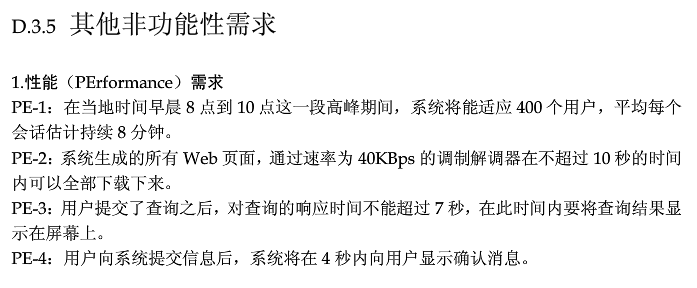 D.3.5 其他非功能性需求
1.性能（PErformance）需求
PE-1：在当地时间早晨 8 点到 10 点这一段高峰期间，系统将能适应 400 个用户，平均每个
会话估计持续 8 分钟。
PE-2：系统生成的所有 Web 页面，通过速率为 40KBps 的调制解调器在不超过 10 秒的时间
内可以全部下载下来。
PE-3：用户提交了查询之后，对查询的响应时间不能超过 7 秒，在此时间内要将查询结果显
示在屏幕上。
PE-4：用户向系统提交信息后，系统将在 4 秒内向用户显示确认消息。